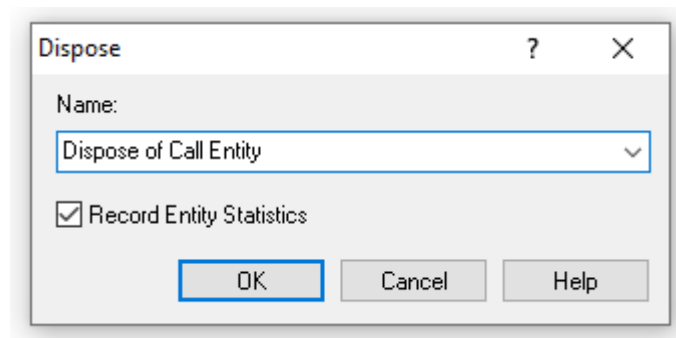 Dispose ?
Name:
Dispose of Call Entity
Record Entity Statistics
OK Cancel Help